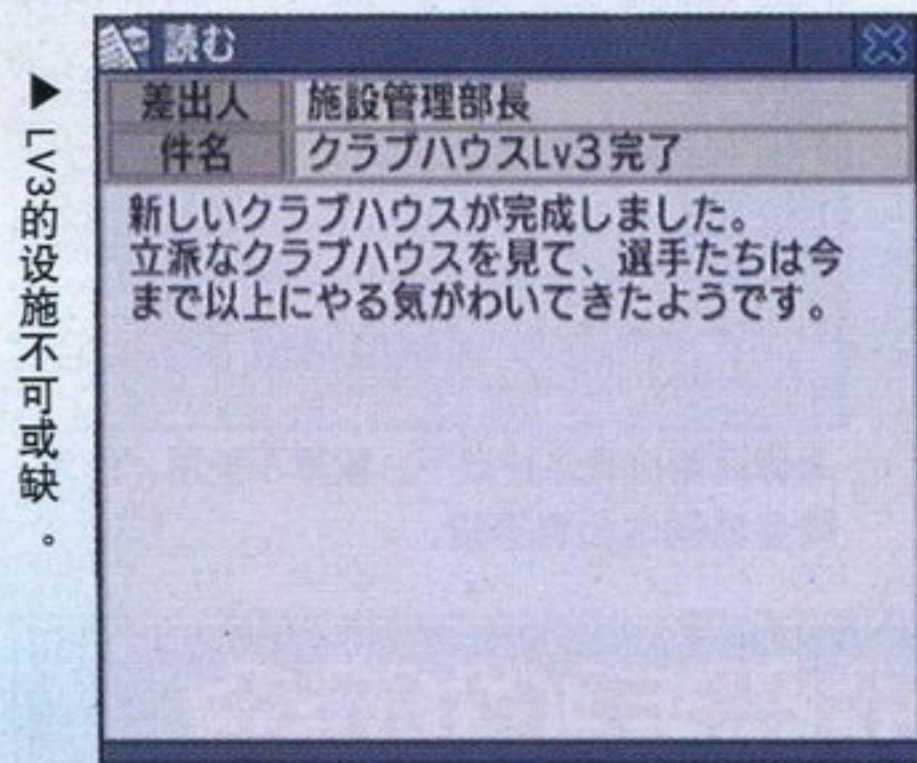 読む
差出人 施設管理部長
件名 クラブハウスLv3完了
新しいクラブハウスが完成しました。
立派なクラブハウスを見て、選手たちは今
まで以上にやる気がわいてきたようです。
▲LV3的设施不可或缺。